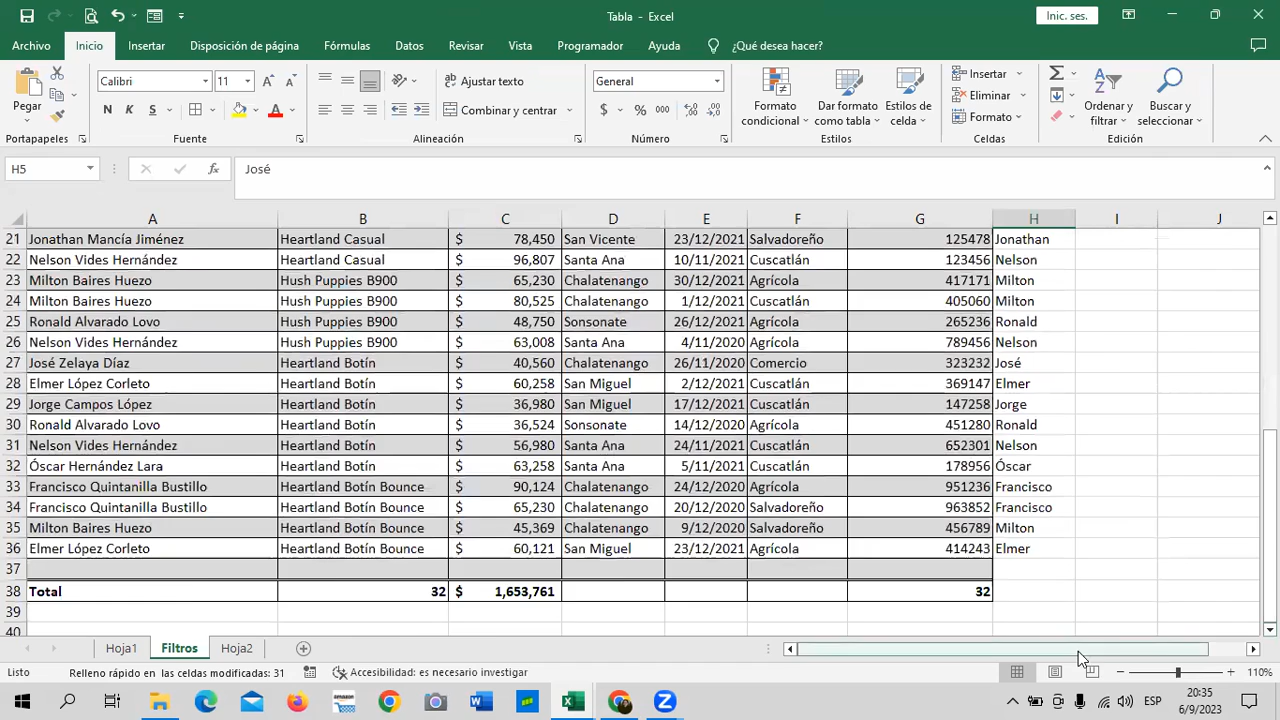 Tabla - Excel
Inic. ses.
Archivo Inicio Insertar Disposición de página Fórmulas Datos Revisar Vista Programador Ayuda ¿Qué desea hacer?
Pegar Calibri 11 Ajustar texto General Formato condicional Dar formato como tabla Estilos de celda Insertar Ordenar y filtrar Buscar y seleccionar
N K S Combinar y centrar $ % 000 Eliminar
Formato
Portapapeles Fuente Alineación Número Estilos Celdas Edición
H5 fx José
A B C D E F G H I J
21 Jonathan Mancía Jiménez Heartland Casual $ 78,450 San Vicente 23/12/2021 Salvadoreño 125478 Jonathan
22 Nelson Vides Hernández Heartland Casual $ 96,807 Santa Ana 10/11/2021 Cuscatlán 123456 Nelson
23 Milton Baires Huezo Hush Puppies B900 $ 65,230 Chalatenango 30/12/2021 Agrícola 417171 Milton
24 Milton Baires Huezo Hush Puppies B900 $ 80,525 Chalatenango 1/12/2021 Cuscatlán 405060 Milton
25 Ronald Alvarado Lovo Hush Puppies B900 $ 48,750 Sonsonate 26/12/2021 Agrícola 265236 Ronald
26 Nelson Vides Hernández Hush Puppies B900 $ 63,008 Santa Ana 4/11/2020 Agrícola 789456 Nelson
27 José Zelaya Díaz Heartland Botín $ 40,560 Chalatenango 26/11/2020 Comercio 323232 José
28 Elmer López Corleto Heartland Botín $ 60,258 San Miguel 2/12/2021 Cuscatlán 369147 Elmer
29 Jorge Campos López Heartland Botín $ 36,980 San Miguel 17/12/2021 Cuscatlán 147258 Jorge
30 Ronald Alvarado Lovo Heartland Botín $ 36,524 Sonsonate 14/12/2020 Agrícola 451280 Ronald
31 Nelson Vides Hernández Heartland Botín $ 56,980 Santa Ana 24/11/2021 Cuscatlán 652301 Nelson
32 Óscar Hernández Lara Heartland Botín $ 63,258 Santa Ana 5/11/2021 Cuscatlán 178956 Óscar
33 Francisco Quintanilla Bustillo Heartland Botín Bounce $ 90,124 Chalatenango 24/12/2020 Agrícola 951236 Francisco
34 Francisco Quintanilla Bustillo Heartland Botín Bounce $ 65,230 Chalatenango 20/12/2020 Salvadoreño 963852 Francisco
35 Milton Baires Huezo Heartland Botín Bounce $ 45,369 Chalatenango 9/12/2020 Salvadoreño 456789 Milton
36 Elmer López Corleto Heartland Botín Bounce $ 60,121 San Miguel 23/12/2021 Agrícola 414243 Elmer
37
38 Total 32 $ 1,653,761 32
39
40
Hoja1 Filtros Hoja2
Listo Relleno rápido en las celdas modificadas: 31 Accesibilidad: es necesario investigar 110%
ESP 20:35
6/9/2023